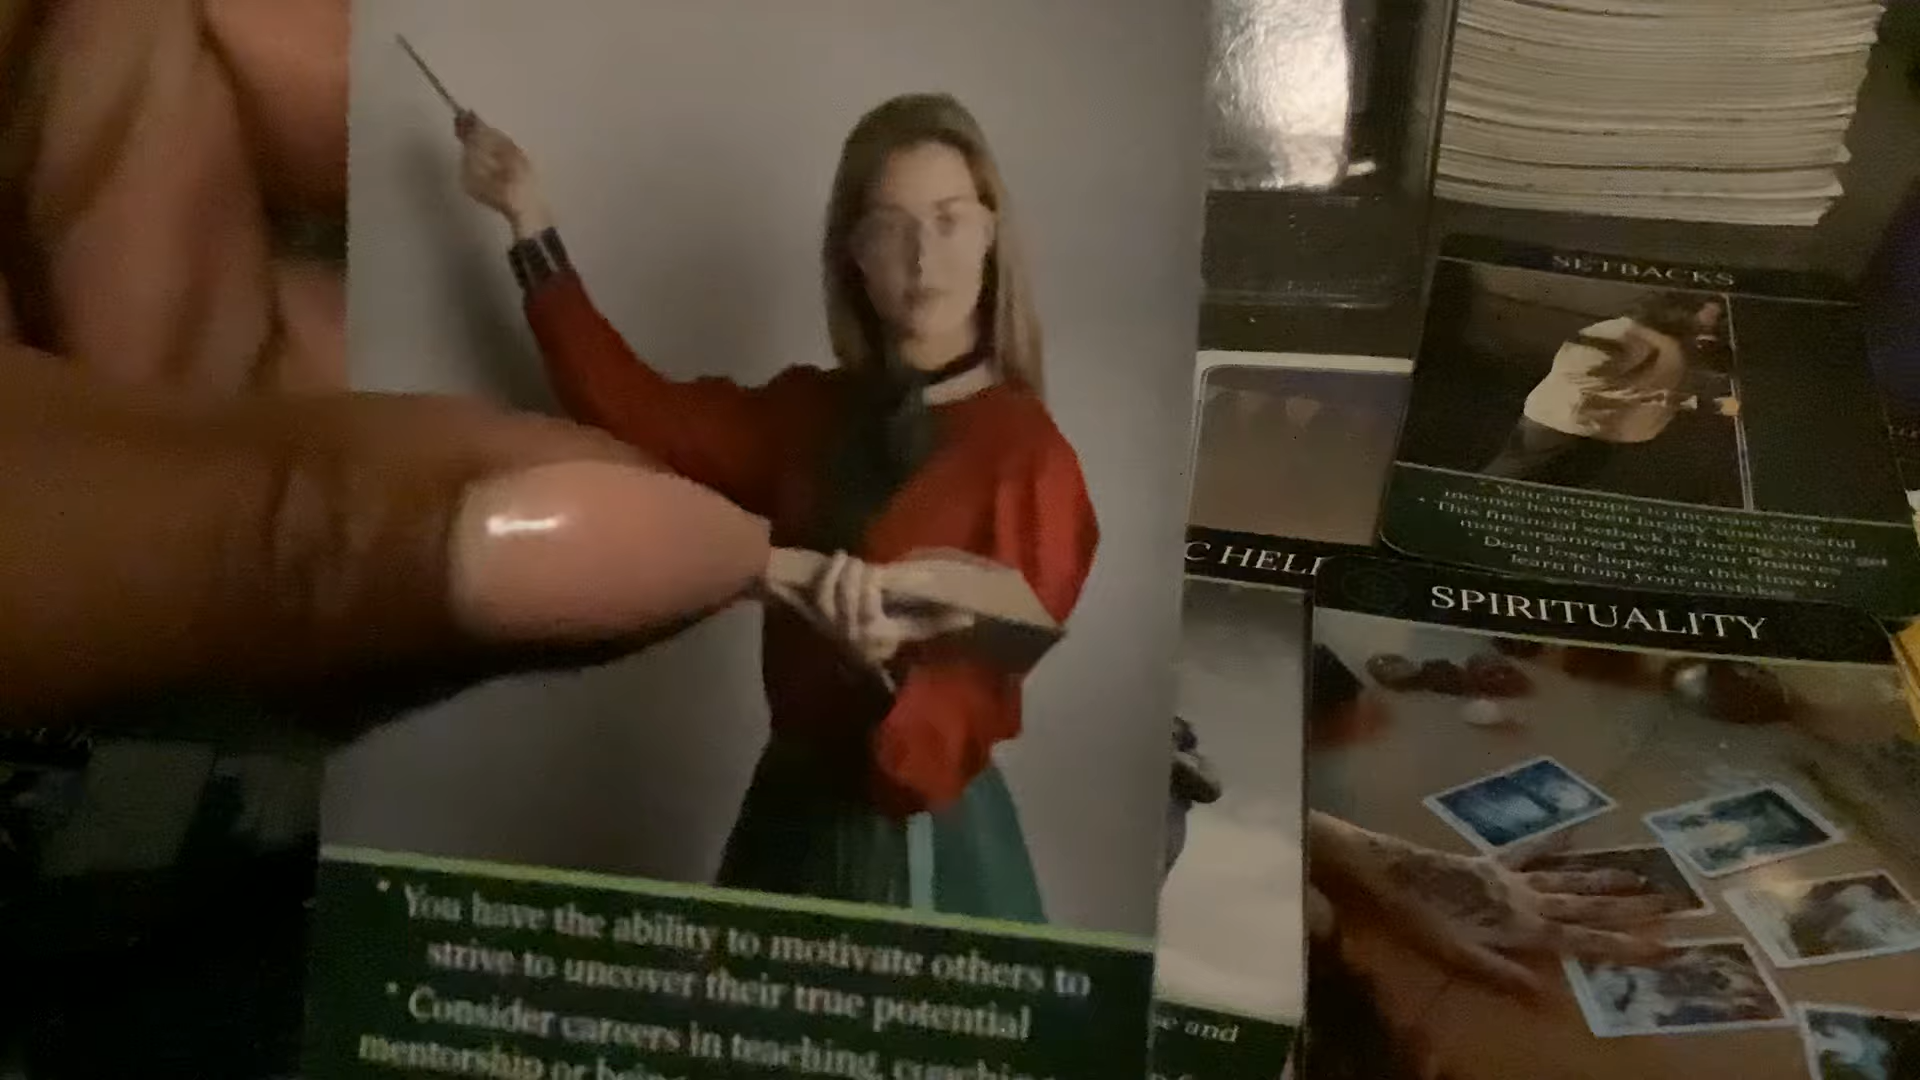 • You have the ability to motivate others to
strive to uncover their true potential
• Consider careers in teaching, coaching
mentorship or being
SETBACKS
• Your attempts to increase your
income have been largely unsuccessful
• This financial setback is forcing you to get
more organized with your finances
• Don't lose hope, use this time to
learn from your mistakes
C HELL
SPIRITUALITY
e and